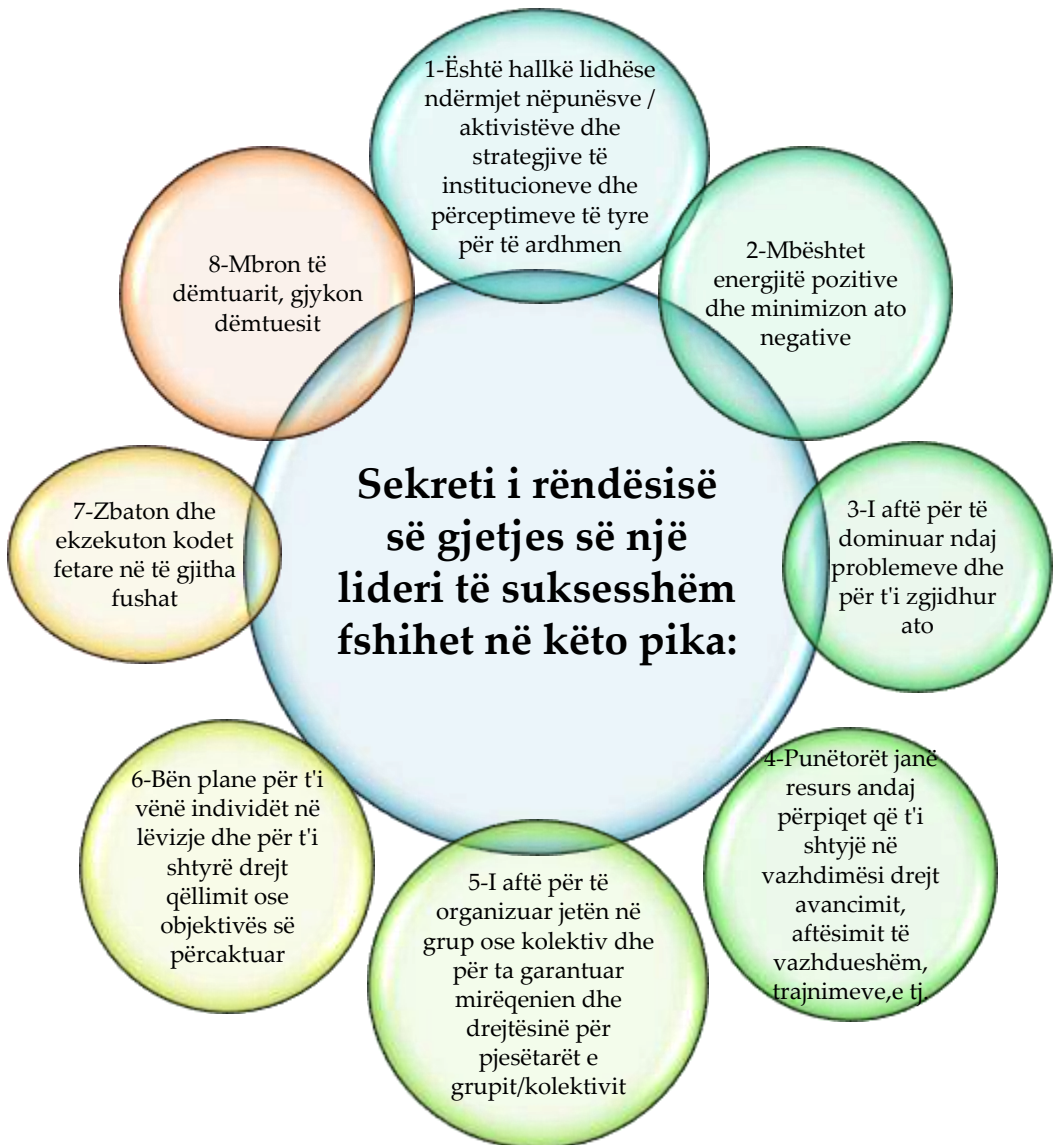 Sekreti i rëndësisë
së gjetjes së një
lideri të suksesshëm
fshihet në këto pika:
1-Është hallkë lidhëse
ndërmjet nëpunësve /
aktivistëve dhe
strategjive të
institucioneve dhe
përceptimeve të tyre
për të ardhmen
2-Mbështet
energjitë pozitive
dhe minimizon ato
negative
3-I aftë për të
dominuar ndaj
problemeve dhe
për t'i zgjidhur
ato
4-Punëtorët janë
resurs andaj
përpiqet që t'i
shtyjë në
vazhdimësi drejt
avancimit,
aftësimit të
vazhdueshëm,
trajnimeve,e tj.
5-I aftë për të
organizuar jetën në
grup ose kolektiv dhe
për ta garantuar
mirëqenien dhe
drejtësinë për
pjesëtarët e
grupit/kolektivit
6-Bën plane për t'i
vënë individët në
lëvizje dhe për t'i
shtyrë drejt
qëllimit ose
objektivës së
përcaktuar
7-Zbaton dhe
ekzekuton kodet
fetare në të gjitha
fushat
8-Mbron të
dëmtuarit, gjykon
dëmtuesit